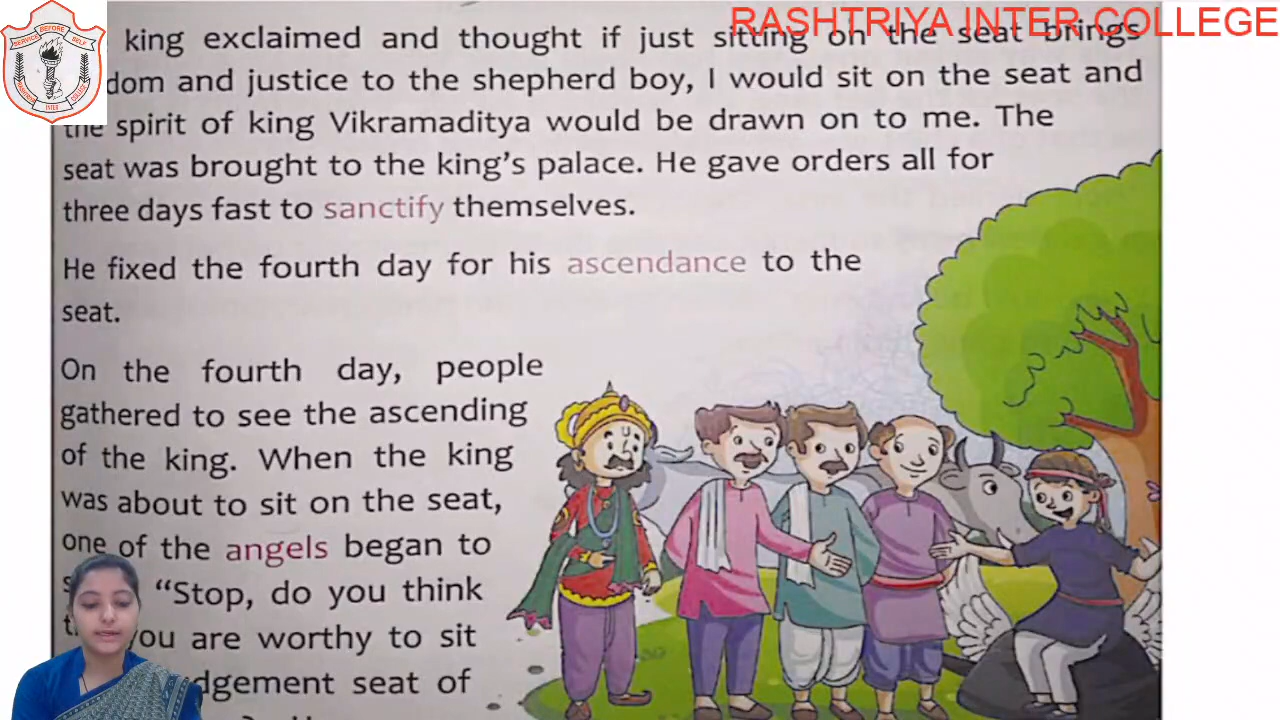 RASHTRIYA INTER COLLEGE
SERVICE BEFORE SELF
king exclaimed and thought if just sitting on the seat brings
dom and justice to the shepherd boy, I would sit on the seat and
the spirit of king Vikramaditya would be drawn on to me. The
seat was brought to the king's palace. He gave orders all for
three days fast to sanctify themselves.
He fixed the fourth day for his ascendance to the
seat.
On the fourth day, people
gathered to see the ascending
of the king. When the king
was about to sit on the seat,
one of the angels began to
"Stop, do you think
you are worthy to sit
dgement seat of